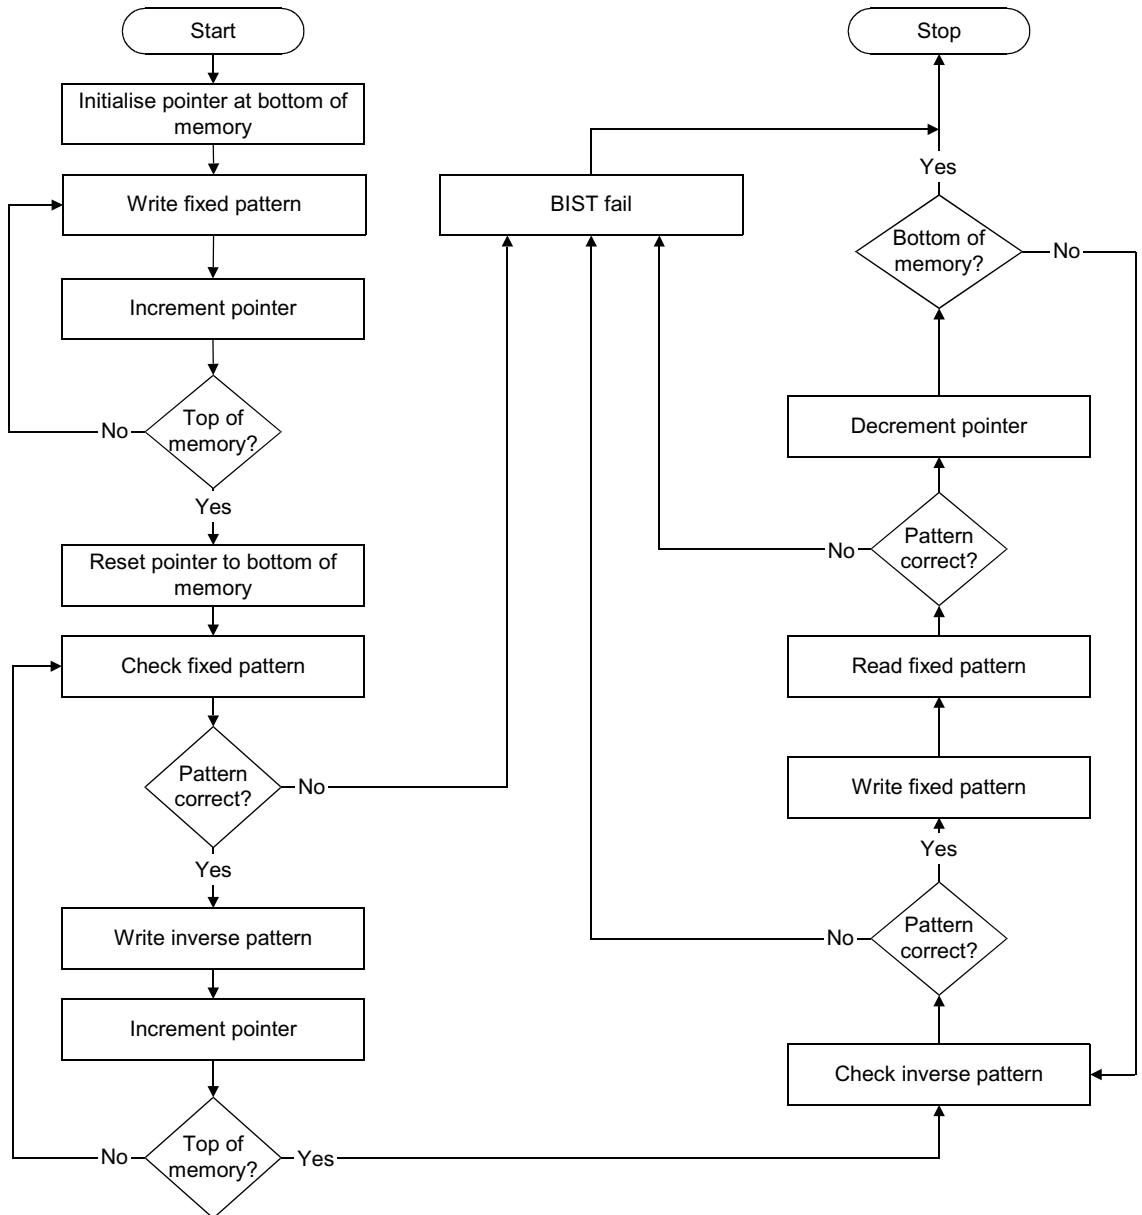 Start
Initialise pointer at bottom of
memory
Write fixed pattern
Increment pointer
Top of
memory?
No
Yes
Reset pointer to bottom of
memory
Check fixed pattern
Pattern
correct?
No
Yes
Write inverse pattern
Increment pointer
Top of
memory?
No
Yes
BIST fail
Stop
Yes
Bottom of
memory?
No
Decrement pointer
Pattern
correct?
No
Read fixed pattern
Write fixed pattern
Yes
Pattern
correct?
No
Check inverse pattern